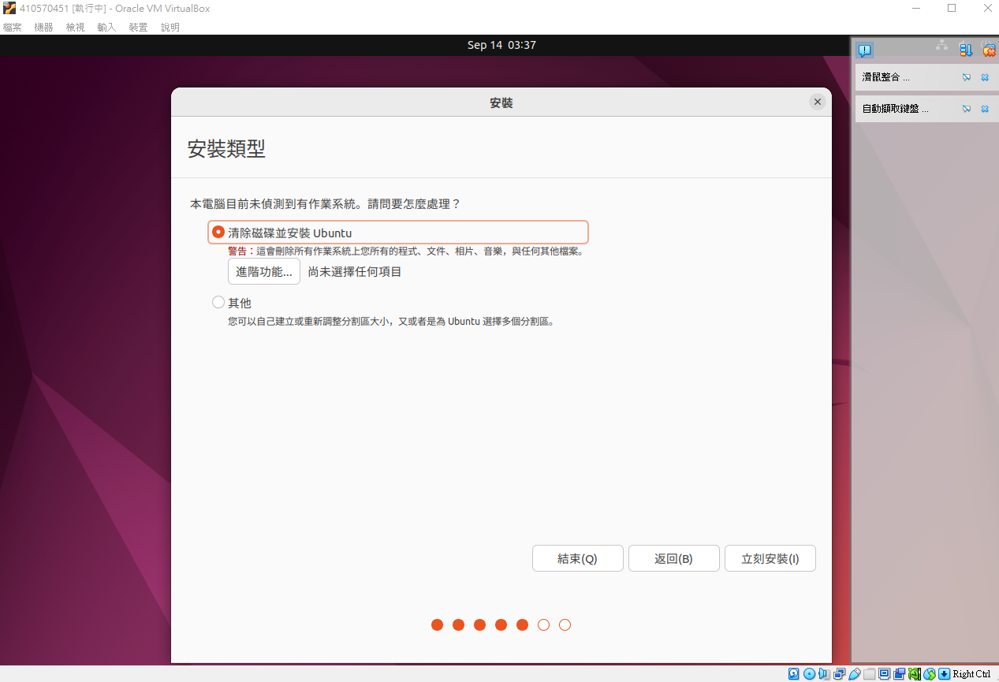 410570451 [執行中] - Oracle VM VirtualBox
檔案 機器 檢視 輸入 裝置 說明
Sep 14 03:37
滑鼠整合 ...
自動擷取鍵盤 ...
安裝
安裝類型
本電腦目前未偵測到有作業系統。請問要怎麼處理？
清除磁碟並安裝 Ubuntu
警告：這會刪除所有作業系統上您所有的程式、文件、相片、音樂，與任何其他檔案。
進階功能... 尚未選擇任何項目
其他
您可以自己建立或重新調整分割區大小，又或者是為 Ubuntu 選擇多個分割區。
結束(Q) 返回(B) 立刻安裝(I)
Right Ctrl